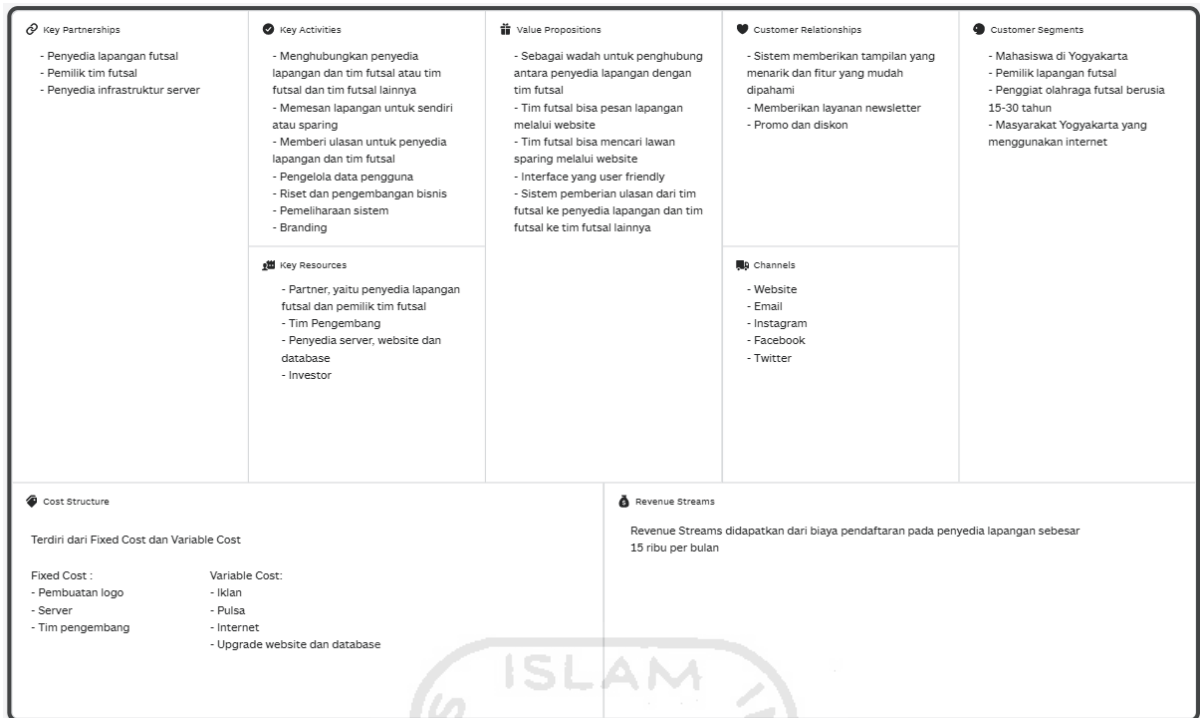 Key Partnerships
- Penyedia lapangan futsal
- Pemilik tim futsal
- Penyedia infrastruktur server
Key Activities
- Menghubungkan penyedia
lapangan dan tim futsal atau tim
futsal dan tim futsal lainnya
- Memesan lapangan untuk sendiri
atau sparing
- Memberi ulasan untuk penyedia
lapangan dan tim futsal
- Pengelola data pengguna
- Riset dan pengembangan bisnis
- Pemeliharaan sistem
- Branding
Key Resources
- Partner, yaitu penyedia lapangan
futsal dan pemilik tim futsal
- Tim Pengembang
- Penyedia server, website dan
database
- Investor
Value Propositions
- Sebagai wadah untuk penghubung
antara penyedia lapangan dengan
tim futsal
- Tim futsal bisa pesan lapangan
melalui website
- Tim futsal bisa mencari lawan
sparing melalui website
- Interface yang user friendly
- Sistem pemberian ulasan dari tim
futsal ke penyedia lapangan dan tim
futsal ke tim futsal lainnya
Customer Relationships
- Sistem memberikan tampilan yang
menarik dan fitur yang mudah
dipahami
- Memberikan layanan newsletter
- Promo dan diskon
Channels
- Website
- Email
- Instagram
- Facebook
- Twitter
Customer Segments
- Mahasiswa di Yogyakarta
- Pemilik lapangan futsal
- Penggiat olahraga futsal berusia
15-30 tahun
- Masyarakat Yogyakarta yang
menggunakan internet
Cost Structure
Terdiri dari Fixed Cost dan Variable Cost
Fixed Cost :
- Pembuatan logo
- Server
- Tim pengembang
Variable Cost:
- Iklan
- Pulsa
- Internet
- Upgrade website dan database
Revenue Streams
Revenue Streams didapatkan dari biaya pendaftaran pada penyedia lapangan sebesar
15 ribu per bulan
ISLAM